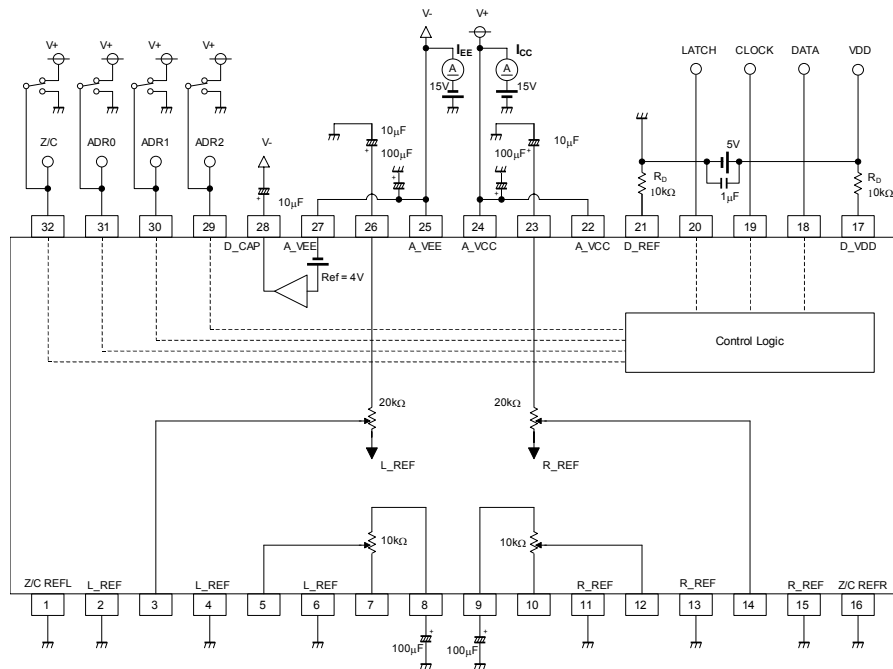 V-
V+
V+
V+
V+
V+
IEE
ICC
A
A
15V
15V
LATCH
CLOCK
DATA
VDD
10μF
10μF
100μF
100μF
5V
Z/C
ADR0
ADR1
ADR2
V-
RD
10kΩ
1μF
RD
10kΩ
10μF
32
31
30
29
28
27
26
25
24
23
22
21
20
19
18
17
D_CAP
A_VEE
A_VEE
A_VCC
A_VCC
D_REF
D_VDD
Ref = 4V
Control Logic
20kΩ
20kΩ
L_REF
R_REF
10kΩ
10kΩ
Z/C REFL
L_REF
L_REF
L_REF
R_REF
R_REF
R_REF
Z/C REFR
1
2
3
4
5
6
7
8
9
10
11
12
13
14
15
16
100μF
100μF